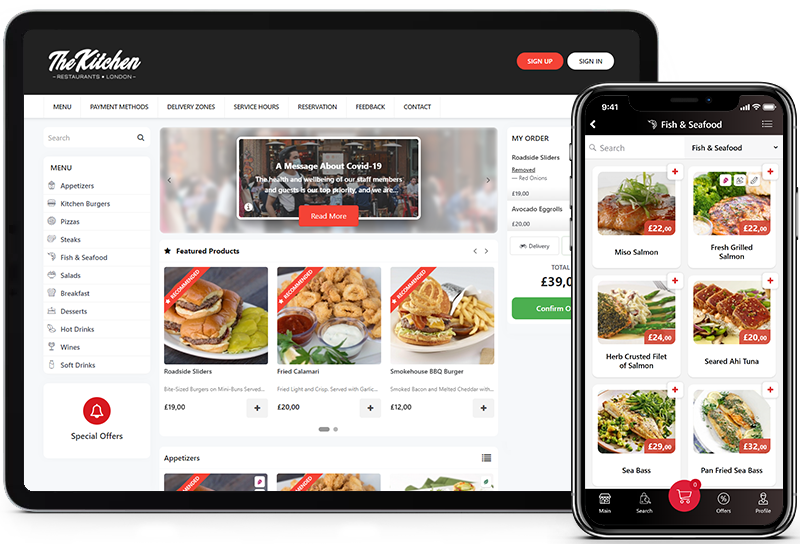 The Kitchen
RESTAURANTS • LONDON
SIGN UP
SIGN IN
MENU
PAYMENT METHODS
DELIVERY ZONES
SERVICE HOURS
RESERVATION
FEEDBACK
CONTACT
Search
MENU
Appetizers
Kitchen Burgers
Pizzas
Steaks
Fish & Seafood
Salads
Breakfast
Desserts
Hot Drinks
Wines
Soft Drinks
Special Offers
A Message About Covid-19
The health and wellbeing of our staff members
and guests is our top priority, and we are...
Read More
Featured Products
RECOMMENDED
RECOMMENDED
RECOMMENDED
Roadside Sliders
Bite-Sized Burgers on Mini-Buns Served...
£19,00
+
Fried Calamari
Fried Light and Crisp. Served with Garlic...
£20,00
+
Smokehouse BBQ Burger
Smoked Bacon and Melted Cheddar with...
£12,00
+
Appetizers
RECOMMENDED
RECOMMENDED
MY ORDER
Roadside Sliders
Removed
— Red Onions
£19,00
Avocado Eggrolls
£20,00
Delivery
TOTAL
£39,0
Confirm O
9:41
Fish & Seafood
Search
Fish & Seafood
+
£22,00
Miso Salmon
+
£22,00
Fresh Grilled
Salmon
+
£24,00
Herb Crusted Filet
of Salmon
+
£20,00
Seared Ahi Tuna
+
£29,00
Sea Bass
+
£32,00
Pan Fried Sea Bass
0
Main
Search
Offers
Profile